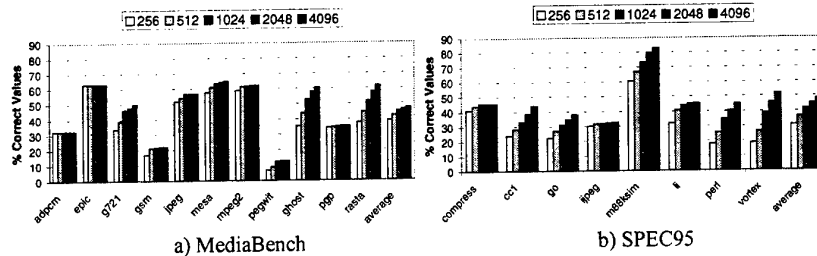 256 512 1024 2048 4096
% Correct Values
90
80
70
60
50
40
30
20
10
0
adpcm
epic
g721
gsm
jpeg
mesa
mpeg2
pegwit
ghost
pgp
rasta
average
a) MediaBench
256 512 1024 2048 4096
% Correct Values
90
80
70
60
50
40
30
20
10
0
compress
cc1
go
ijpeg
m88ksim
li
perl
vortex
average
b) SPEC95